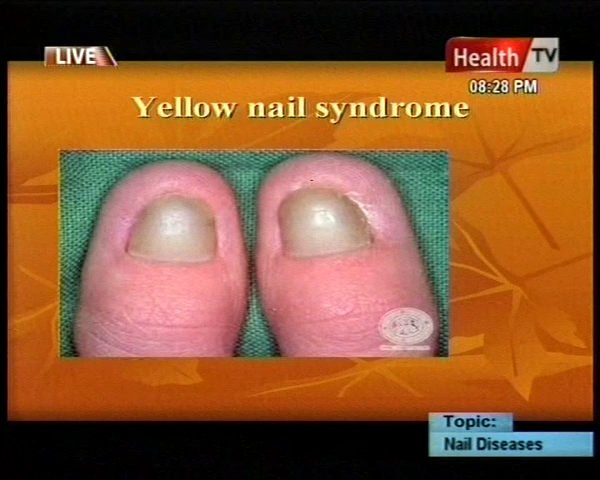 LIVE
Health TV
08:28 PM
Yellow nail syndrome
Topic:
Nail Diseases